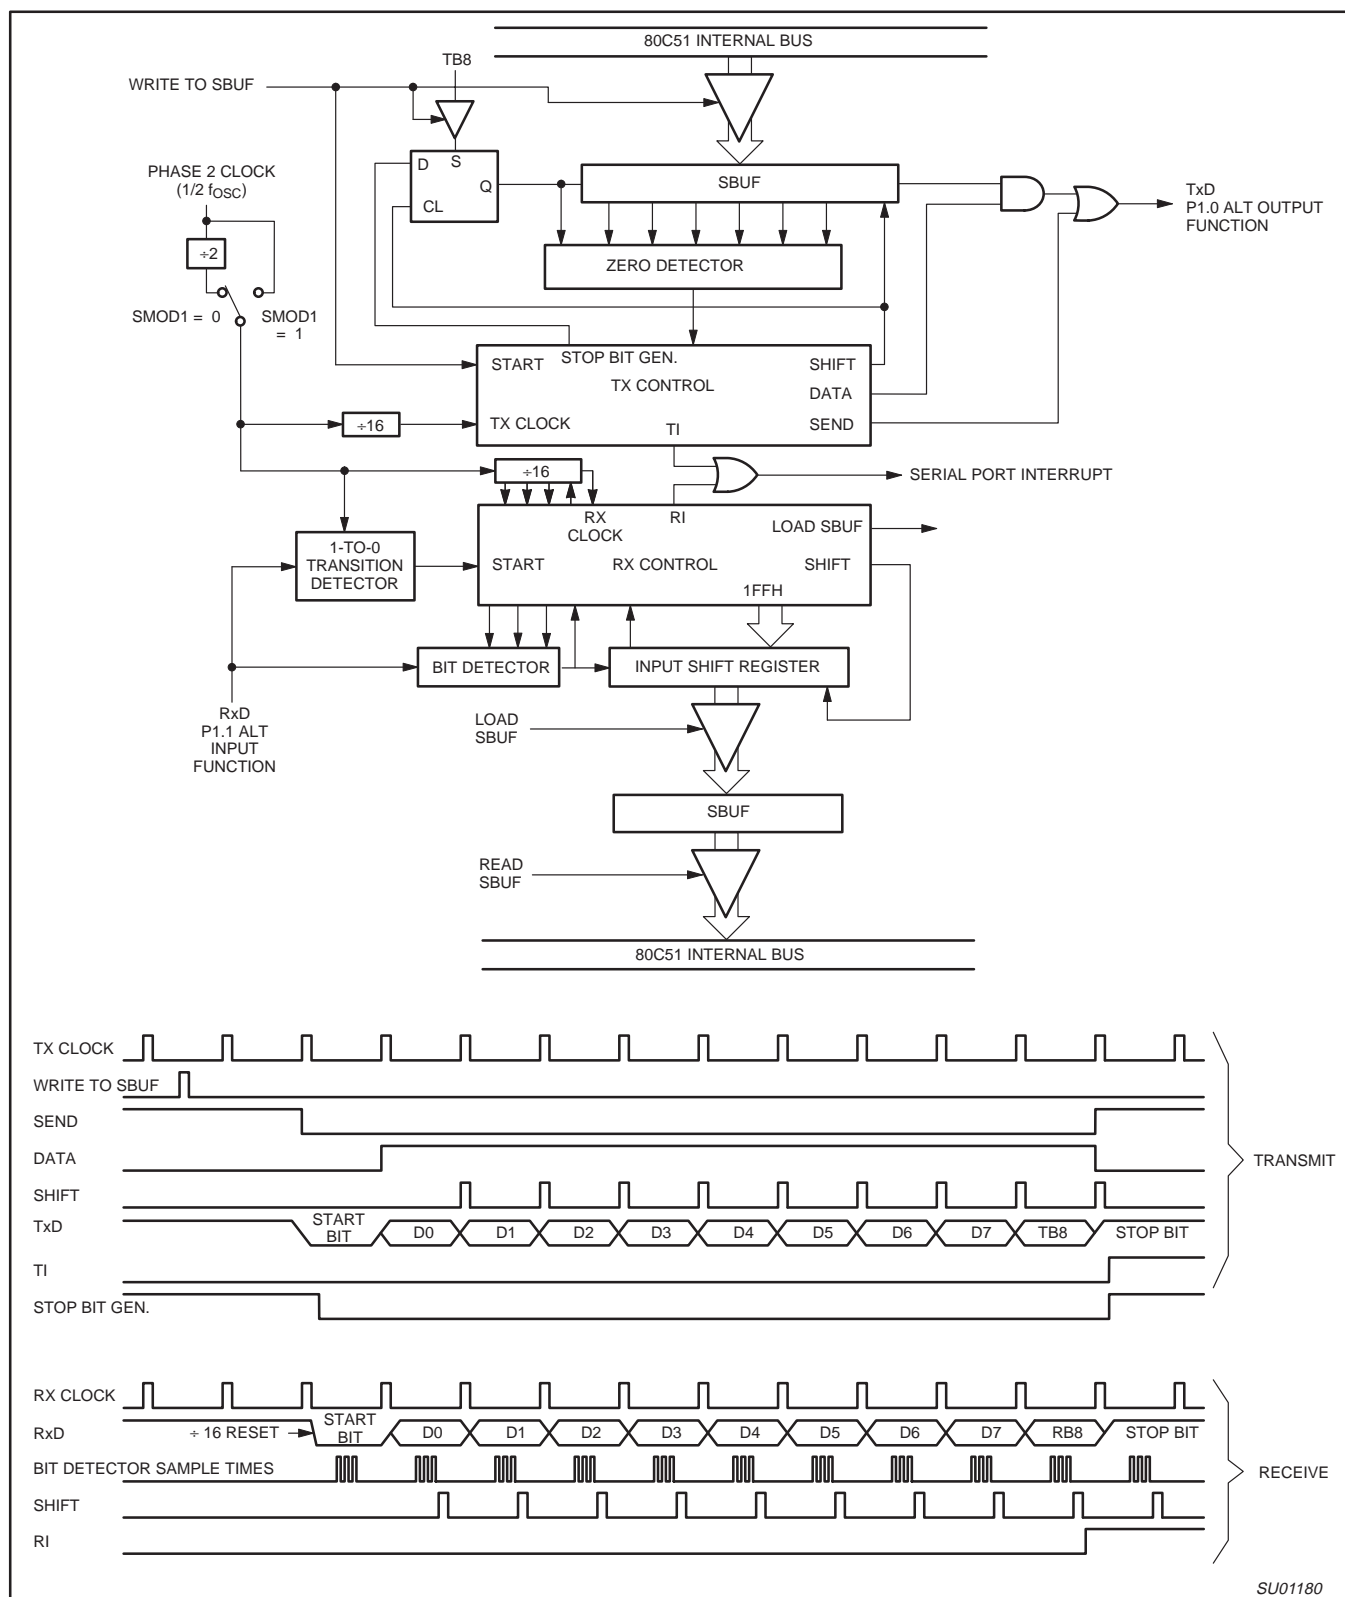 80C51 INTERNAL BUS
TB8
WRITE TO SBUF
D
S
Q
CL
SBUF
PHASE 2 CLOCK
(1/2 fOSC)
TxD
P1.0 ALT OUTPUT
FUNCTION
÷2
ZERO DETECTOR
SMOD1 = 0
SMOD1
= 1
STOP BIT GEN.
START
SHIFT
TX CONTROL
DATA
TX CLOCK
TI
SEND
÷16
÷16
SERIAL PORT INTERRUPT
RX
CLOCK
RI
LOAD SBUF
1-TO-0
TRANSITION
DETECTOR
START
RX CONTROL
SHIFT
1FFH
BIT DETECTOR
INPUT SHIFT REGISTER
RxD
P1.1 ALT
INPUT
FUNCTION
LOAD
SBUF
SBUF
READ
SBUF
80C51 INTERNAL BUS
TX CLOCK
WRITE TO SBUF
SEND
DATA
TRANSMIT
SHIFT
TxD
START
BIT
D0
D1
D2
D3
D4
D5
D6
D7
TB8
STOP BIT
TI
STOP BIT GEN.
RX CLOCK
RxD
÷ 16 RESET
START
BIT
D0
D1
D2
D3
D4
D5
D6
D7
RB8
STOP BIT
BIT DETECTOR SAMPLE TIMES
RECEIVE
SHIFT
RI
SU01180